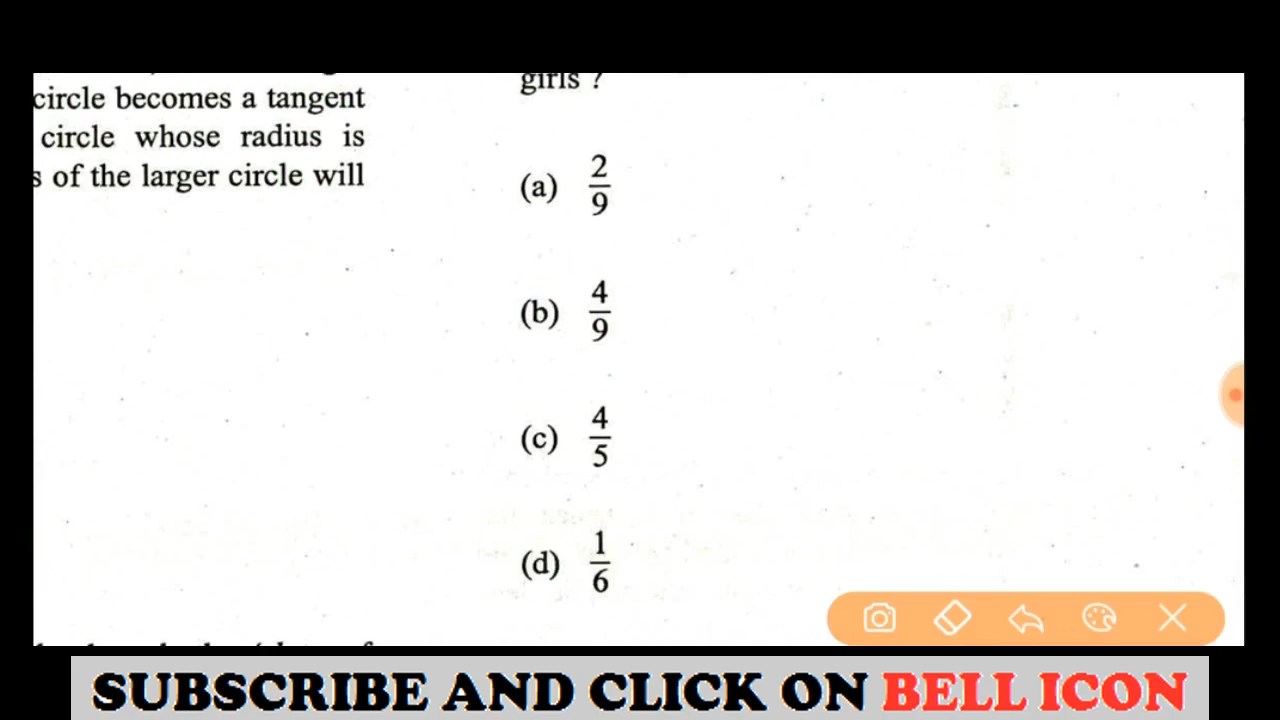 circle becomes a tangent
circle whose radius is
s of the larger circle will
girls ?
(a) 2/9
(b) 4/9
(c) 4/5
(d) 1/6
SUBSCRIBE AND CLICK ON BELL ICON